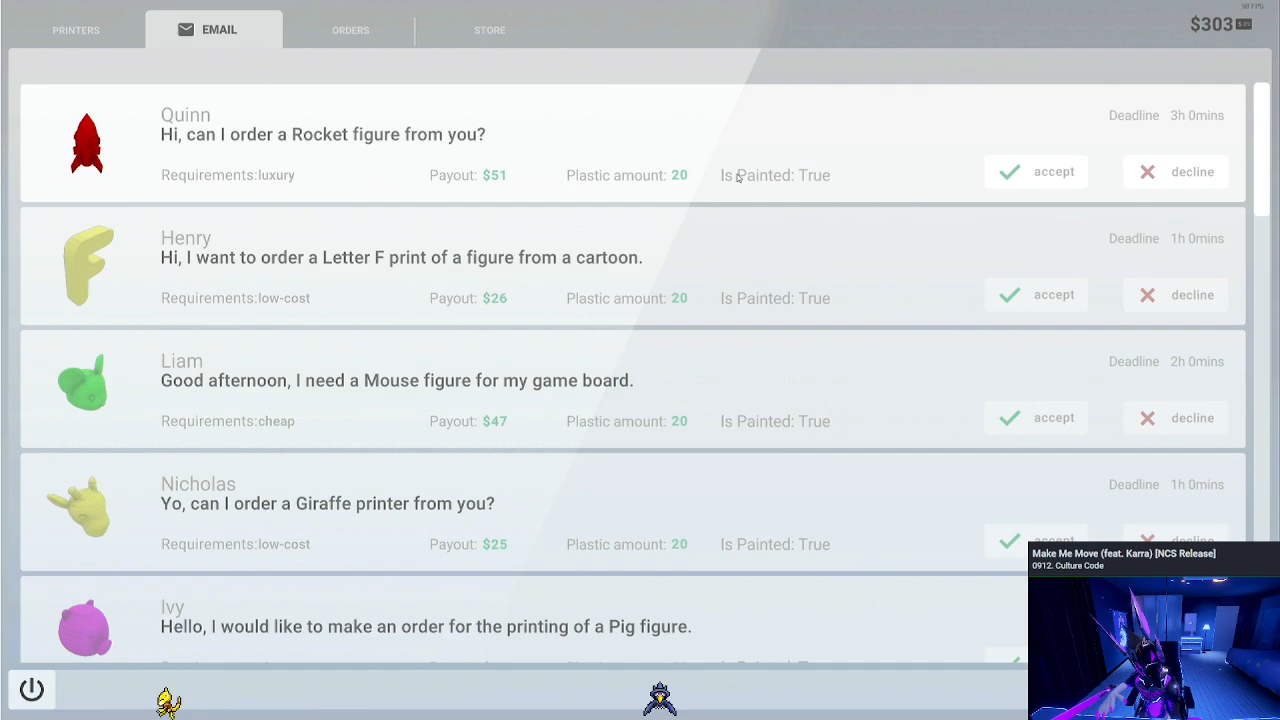 PRINTERS
EMAIL
ORDERS
STORE
$303
Quinn
Hi, can I order a Rocket figure from you?
Requirements:luxury
Payout: $51
Plastic amount: 20
Is Painted: True
Deadline 3h 0mins
accept
decline
Henry
Hi, I want to order a Letter F print of a figure from a cartoon.
Requirements:low-cost
Payout: $26
Plastic amount: 20
Is Painted: True
Deadline 1h 0mins
accept
decline
Liam
Good afternoon, I need a Mouse figure for my game board.
Requirements:cheap
Payout: $47
Plastic amount: 20
Is Painted: True
Deadline 2h 0mins
accept
decline
Nicholas
Yo, can I order a Giraffe printer from you?
Requirements:low-cost
Payout: $25
Plastic amount: 20
Is Painted: True
Deadline 1h 0mins
accept
decline
Ivy
Hello, I would like to make an order for the printing of a Pig figure.
Make Me Move (feat. Karra) [NCS Release]
0912. Culture Code